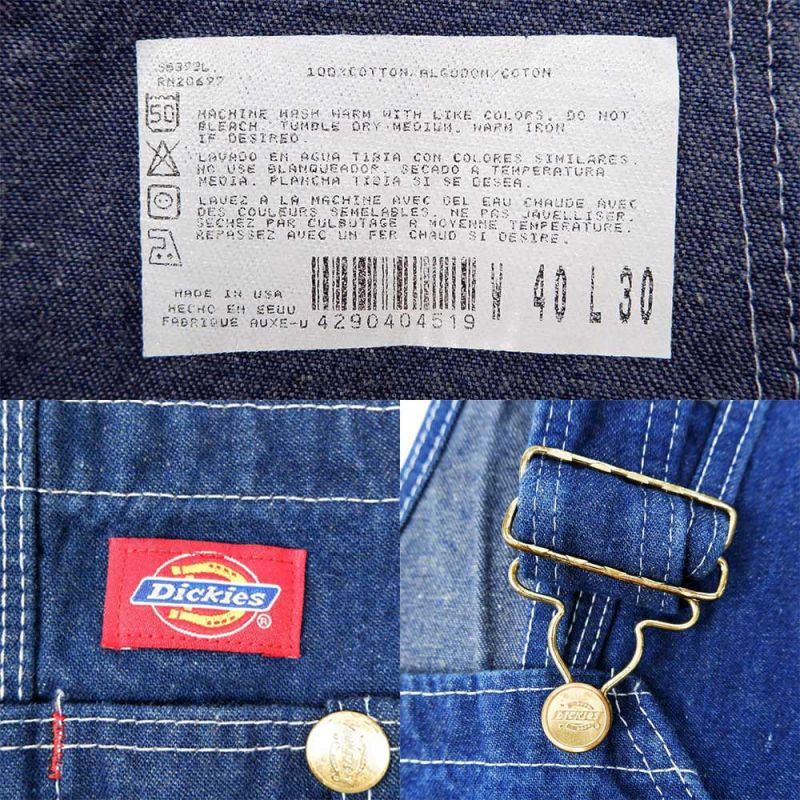 RN20697
100%COTTON/ALGODON/COTON
50
MACHINE WASH WARM WITH LIKE COLORS. DO NOT
BLEACH. TUMBLE DRY MEDIUM. WARM IRON
IF DESIRED.
LAVADO EN AGUA TIBIA CON COLORES SIMILARES.
NO USE BLANQUEADOR. SECADO A TEMPERATURA
MEDIA. PLANCHA TIBIA SI SE DESEA.
LAVEZ A LA MACHINE AVEC DEL EAU CHAUDE AVEC
DES COULEURS SEMELABLES. NE PAS JAVELLISER.
SECHEZ PAR CULBUTAGE A MOYENNE TEMPERATURE.
REPASSEZ AVEC UN FER CHAUD SI DESIRE.
MADE IN USA
HECHO EN EEUU
FABRIQUE AUXE-U
4290404519
W 40 L 30
Dickies
®
DICKIES